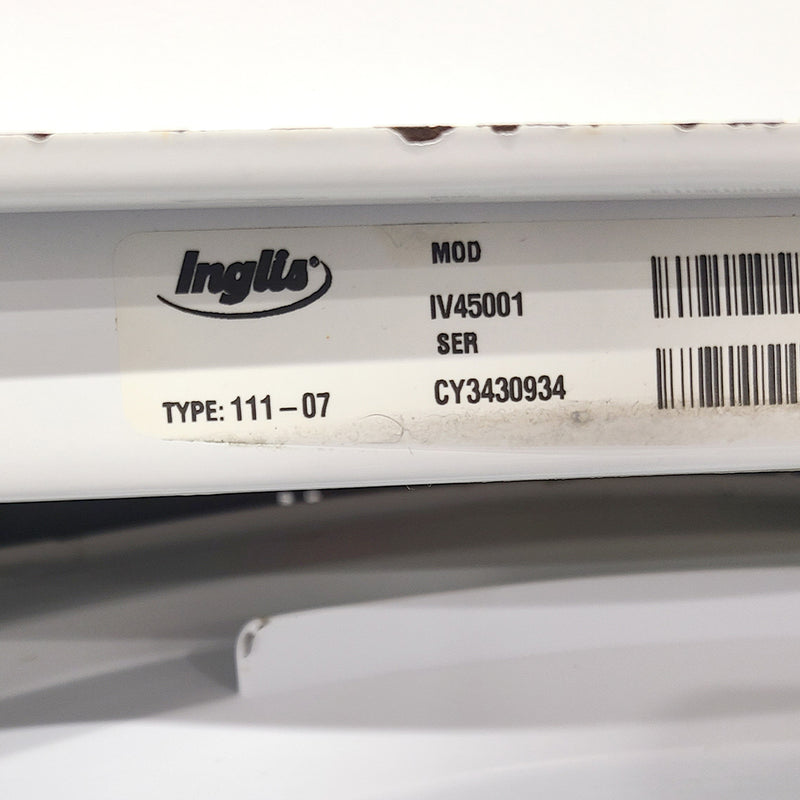 Inglis®
TYPE: 111-07
MOD
IV45001
SER
CY3430934